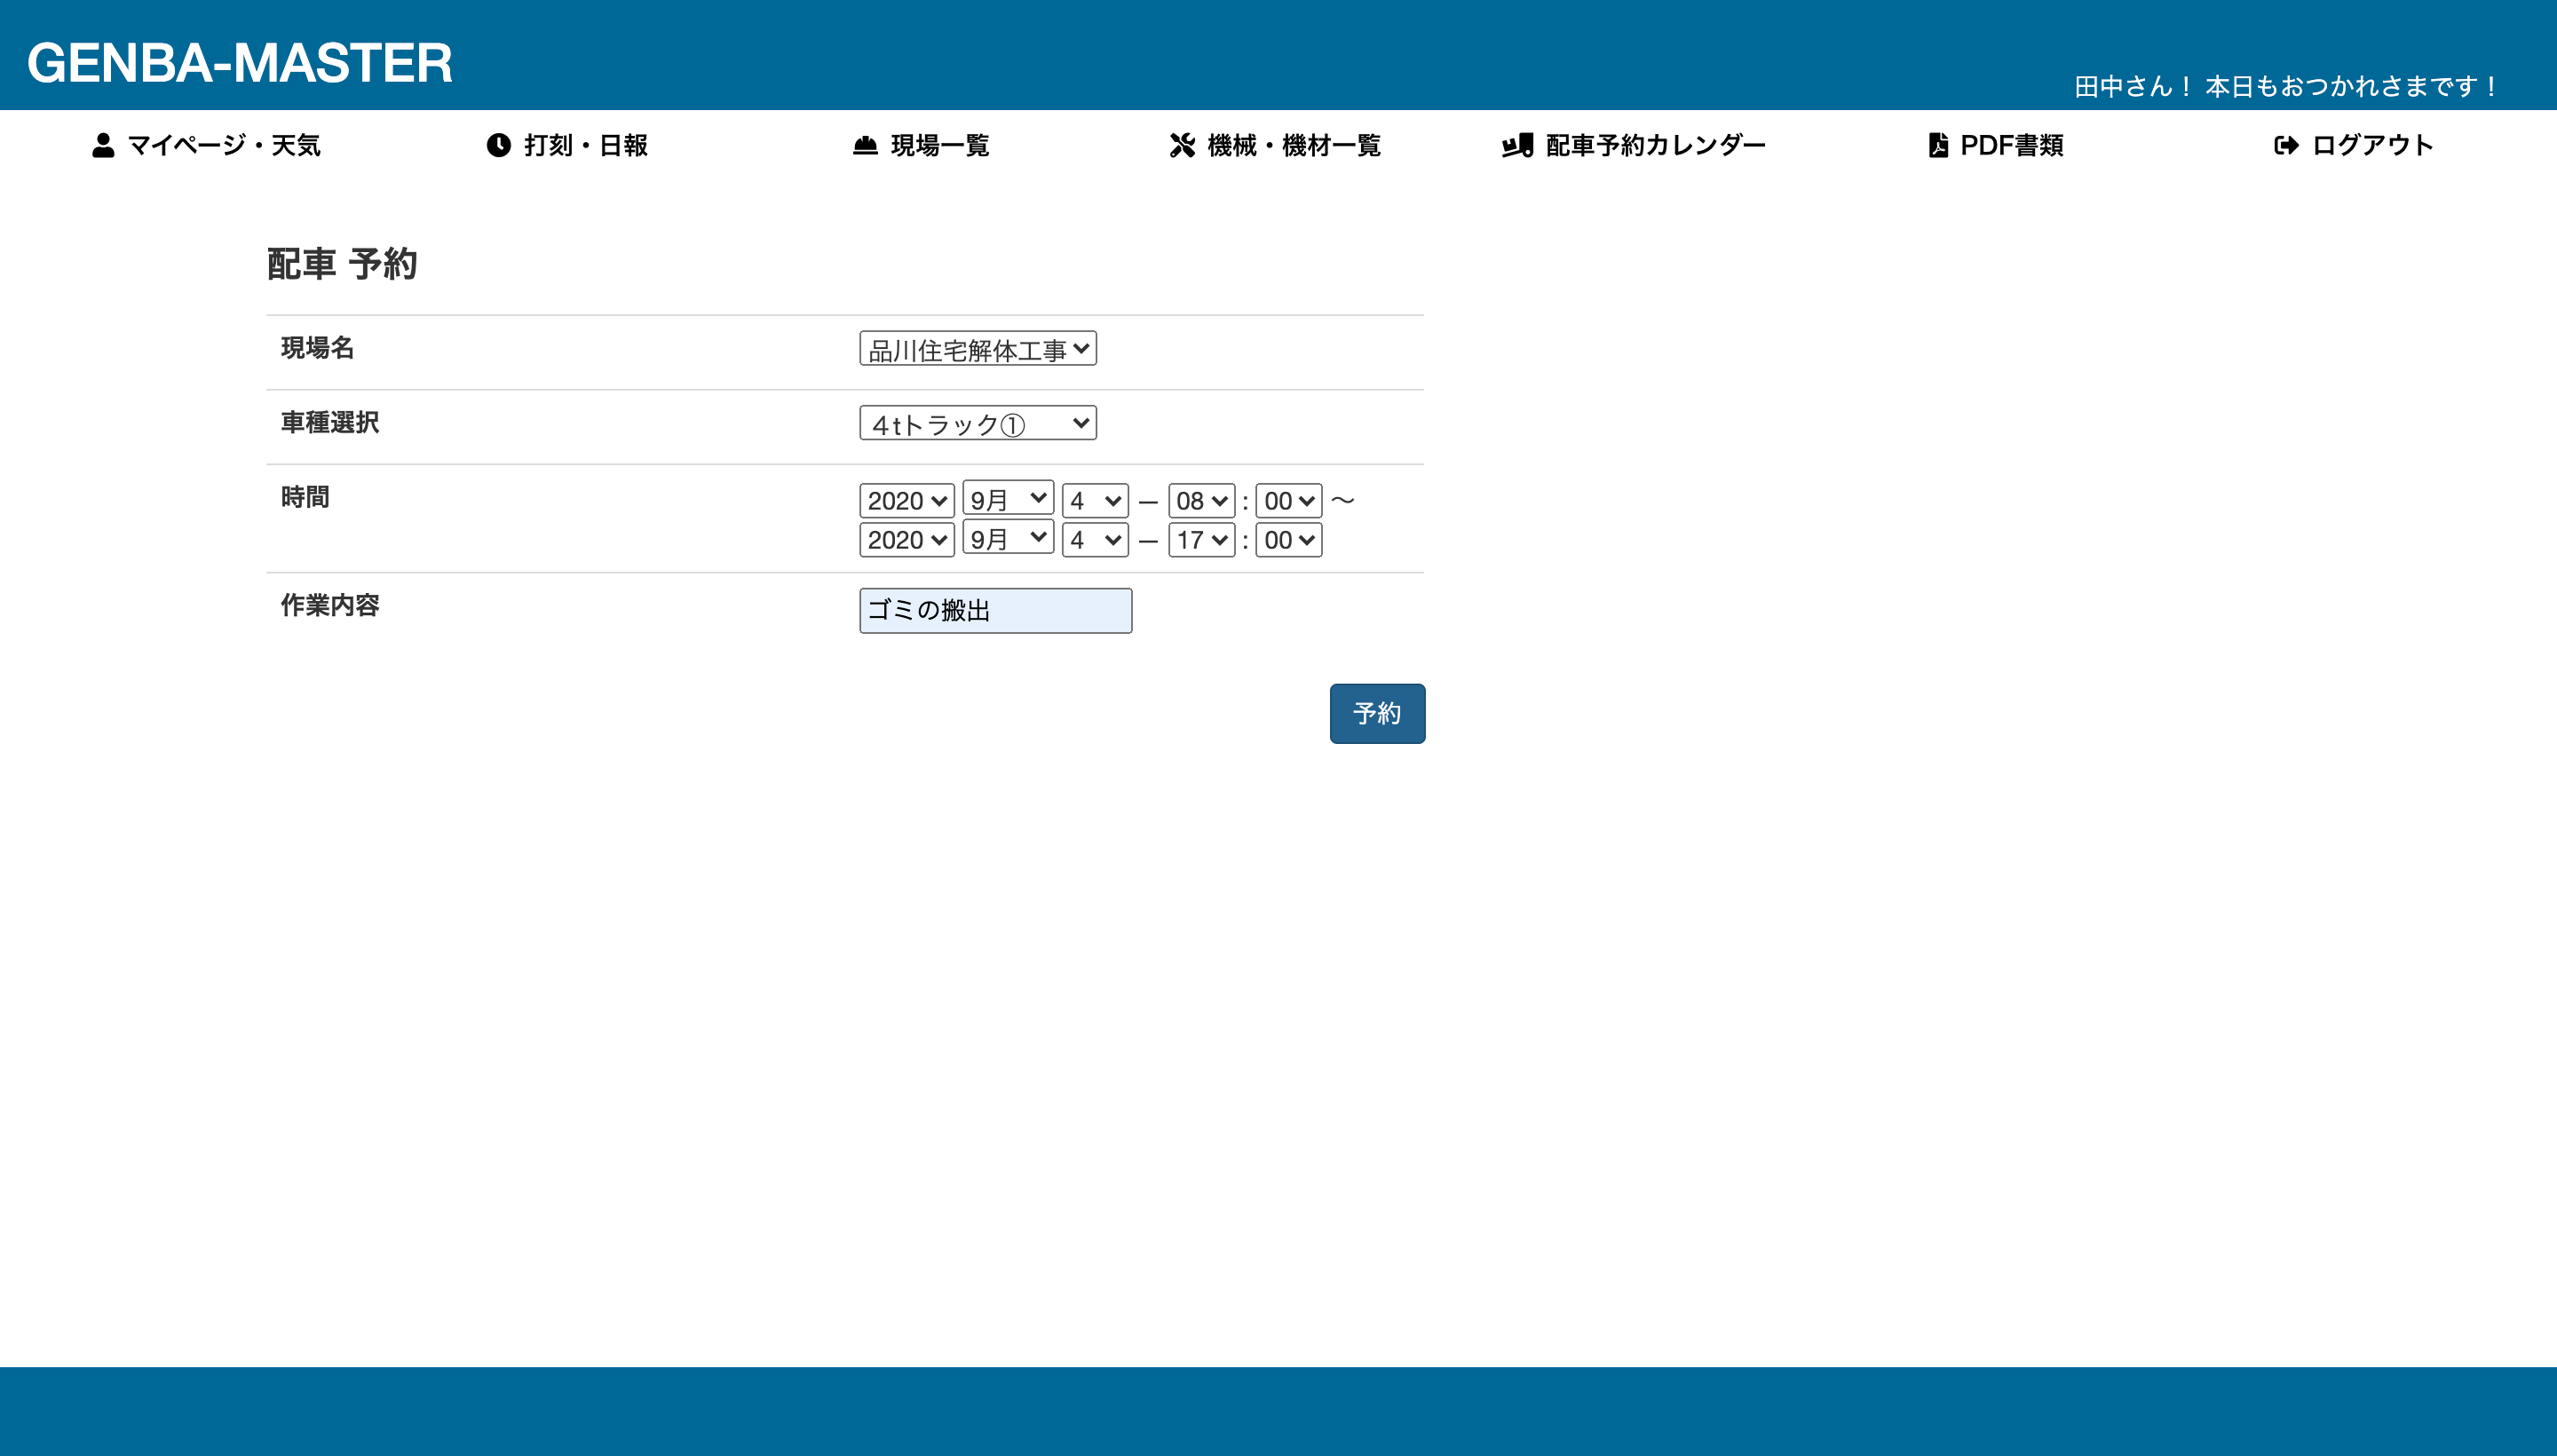 GENBA-MASTER
田中さん！ 本日もおつかれさまです！
マイページ・天気 打刻・日報 現場一覧 機械・機材一覧 配車予約カレンダー PDF書類 ログアウト
配車 予約
現場名 品川住宅解体工事
車種選択 ４tトラック①
時間 2020 9月 4 — 08 : 00 〜
2020 9月 4 — 17 : 00
作業内容 ゴミの搬出
予約